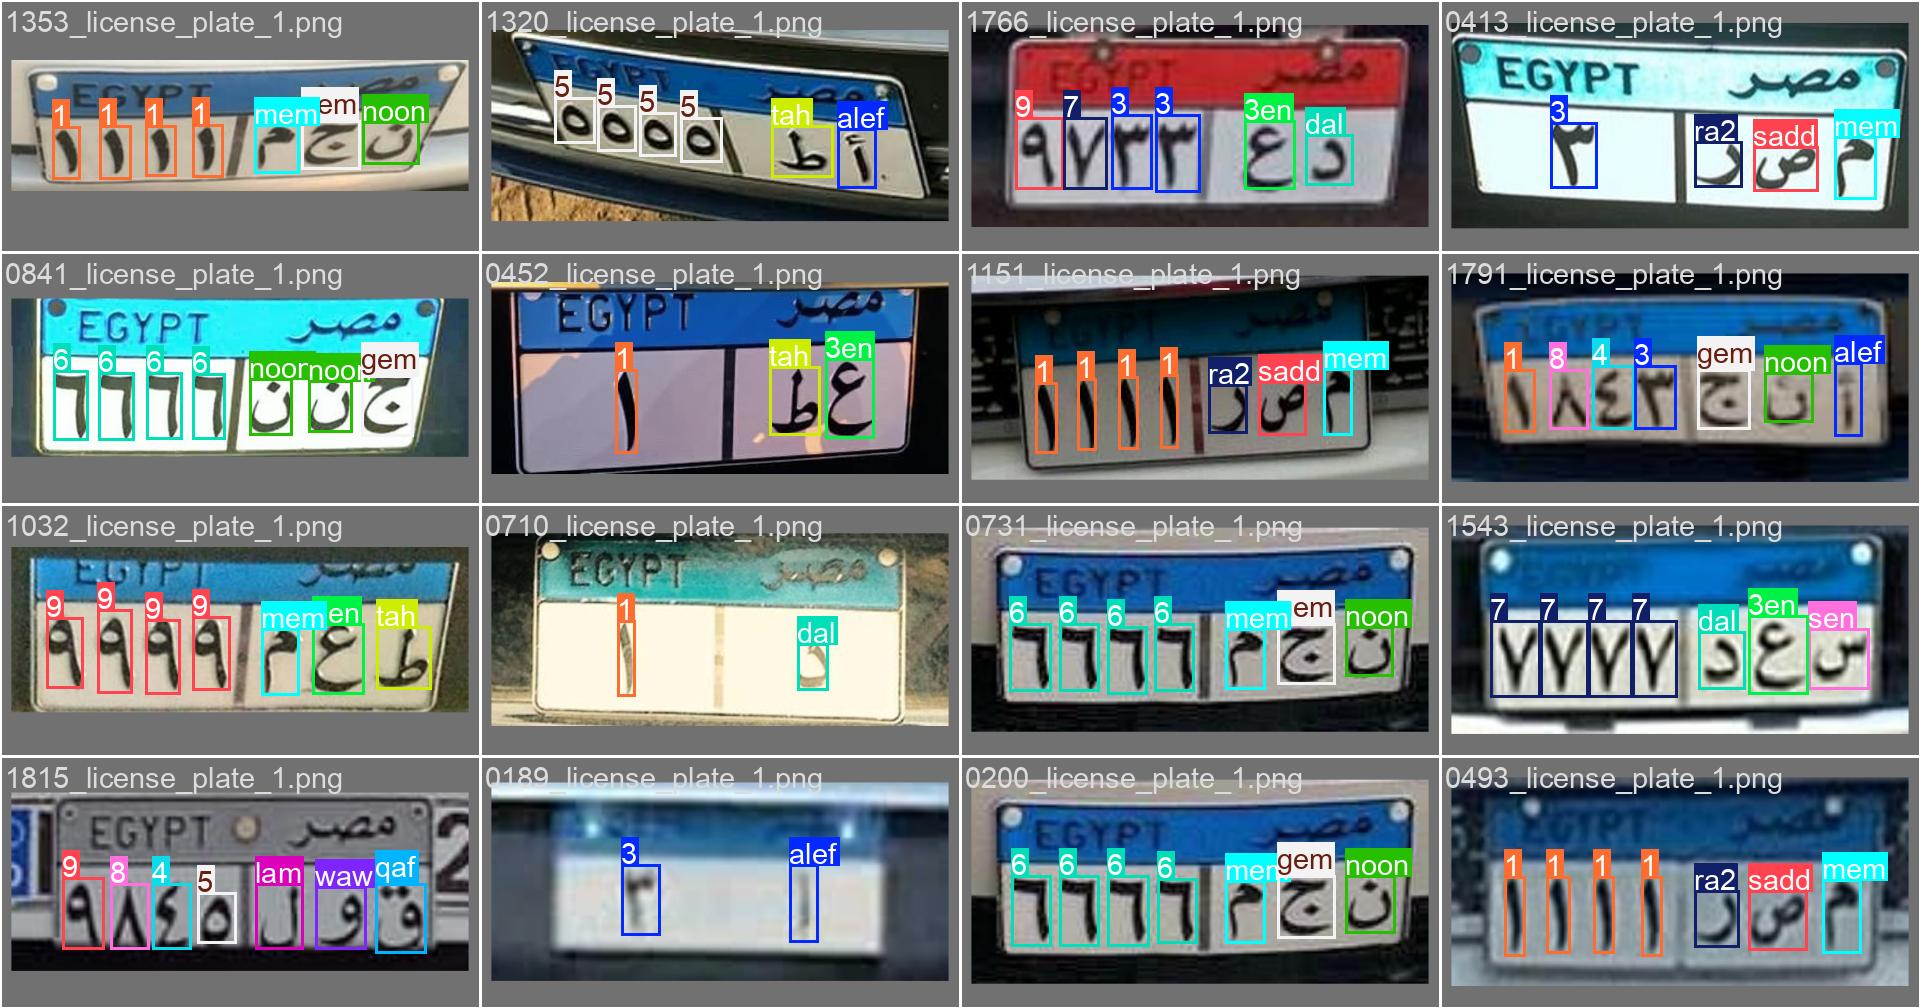 1353_license_plate_1.png
EGYPT مصر
1 1 1 1 mem em noon
١ ١ ١ ١ م ج ن
1320_license_plate_1.png
EGYPT مصر
5 5 5 5 tah alef
٥ ٥ ٥ ٥ ط أ
1766_license_plate_1.png
EGYPT مصر
9 7 3 3 3en dal
٩ ٧ ٣ ٣ ع د
0413_license_plate_1.png
EGYPT مصر
3 ra2 sadd mem
٣ ر ص م
0841_license_plate_1.png
EGYPT مصر
6 6 6 6 noon noon gem
٦ ٦ ٦ ٦ ن ن ج
0452_license_plate_1.png
EGYPT مصر
1 tah 3en
١ ط ع
1151_license_plate_1.png
EGYPT مصر
1 1 1 1 ra2 sadd mem
١ ١ ١ ١ ر ص م
1791_license_plate_1.png
EGYPT مصر
1 8 4 3 gem noon alef
١ ٨ ٤ ٣ ج ن أ
1032_license_plate_1.png
EGYPT مصر
9 9 9 9 mem en tah
٩ ٩ ٩ ٩ م ع ط
0710_license_plate_1.png
EGYPT مصر
1 dal
١ د
0731_license_plate_1.png
EGYPT مصر
6 6 6 6 mem em noon
٦ ٦ ٦ ٦ م ج ن
1543_license_plate_1.png
7 7 7 7 dal 3en sen
٧ ٧ ٧ ٧ د ع س
1815_license_plate_1.png
EGYPT مصر
9 8 4 5 lam waw qaf
٩ ٨ ٤ ٥ ل و ق
2
0189_license_plate_1.png
3 alef
٣ أ
0200_license_plate_1.png
EGYPT مصر
6 6 6 6 mem gem noon
٦ ٦ ٦ ٦ م ج ن
0493_license_plate_1.png
EGYPT مصر
1 1 1 1 ra2 sadd mem
١ ١ ١ ١ ر ص م